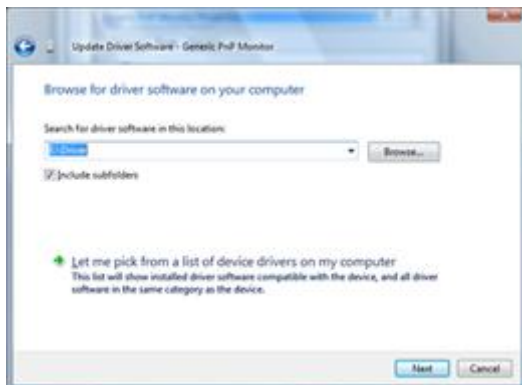 Update Driver Software - Generic PnP Monitor
Browse for driver software on your computer
Search for driver software in this location:
Browse...
Include subfolders
Let me pick from a list of device drivers on my computer
This list will show installed driver software compatible with the device, and all driver
software in the same category as the device.
Next
Cancel